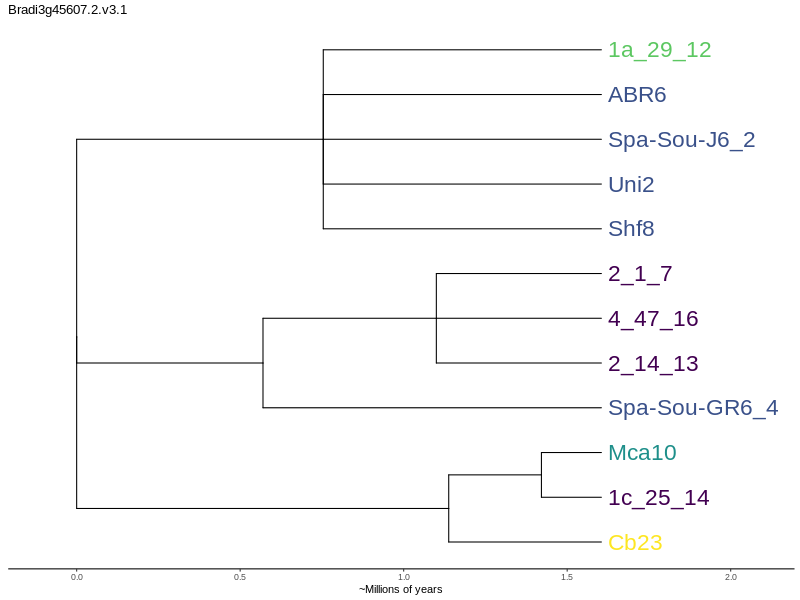 Bradi3g45607.2.v3.1
1a_29_12
ABR6
Spa-Sou-J6_2
Uni2
Shf8
2_1_7
4_47_16
2_14_13
Spa-Sou-GR6_4
Mca10
1c_25_14
Cb23
0.0 0.5 1.0 1.5 2.0
~Millions of years